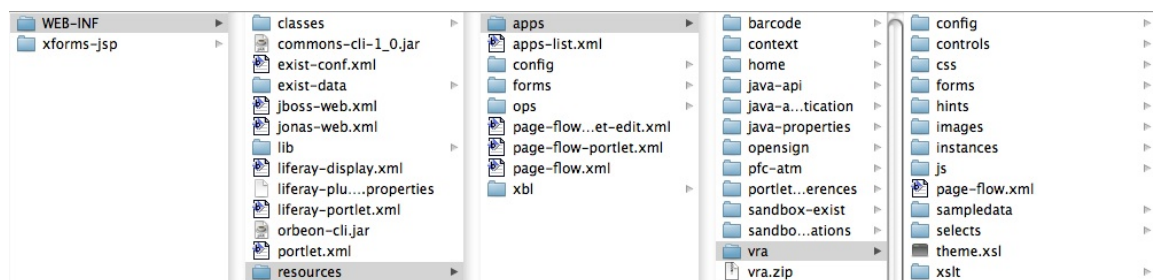 WEB-INF
xforms-jsp
classes
commons-cli-1_0.jar
exist-conf.xml
exist-data
jboss-web.xml
jonas-web.xml
lib
liferay-display.xml
liferay-plu....properties
liferay-portlet.xml
orbeon-cli.jar
portlet.xml
resources
apps
apps-list.xml
config
forms
ops
page-flow...et-edit.xml
page-flow-portlet.xml
page-flow.xml
xbl
barcode
context
home
java-api
java-a...tication
java-properties
opensign
pfc-atm
portlet...erences
sandbox-exist
sandbo...ations
vra
vra.zip
config
controls
css
forms
hints
images
instances
js
page-flow.xml
sampledata
selects
theme.xsl
xslt